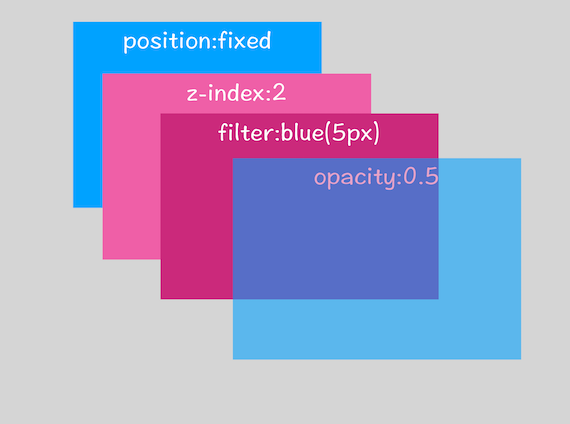 position:fixed
z-index:2
filter:blue(5px)
opacity:0.5